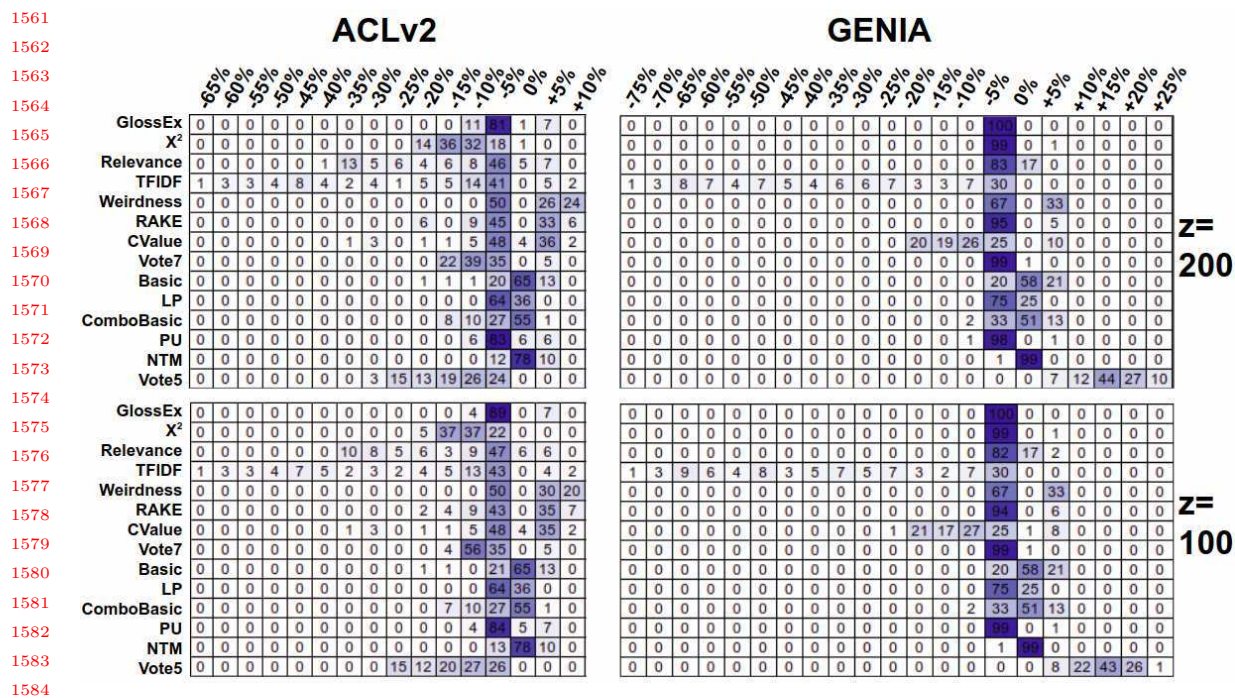 1561
1562
1563
1564
1565
1566
1567
1568
1569
1570
1571
1572
1573
1574
1575
1576
1577
1578
1579
1580
1581
1582
1583
1584
ACLv2 GENIA
-65% -60% -55% -50% -45% -40% -35% -30% -25% -20% -15% -10% -5% 0% +5% +10% -75% -70% -65% -60% -55% -50% -45% -40% -35% -30% -25% -20% -15% -10% -5% 0% +5% +10% +15% +20% +25%
GlossEx 0 0 0 0 0 0 0 0 0 0 0 11 81 1 7 0 0 0 0 0 0 0 0 0 0 0 0 0 0 0 100 0 0 0 0 0 0
X² 0 0 0 0 0 0 0 0 0 14 36 32 18 1 0 0 0 0 0 0 0 0 0 0 0 0 0 0 0 0 99 0 1 0 0 0 0
Relevance 0 0 0 0 0 1 13 5 6 4 6 8 46 5 7 0 0 0 0 0 0 0 0 0 0 0 0 0 0 0 83 17 0 0 0 0 0
TFIDF 1 3 3 4 8 4 2 4 1 5 5 14 41 0 5 2 1 3 8 7 4 7 5 4 6 6 7 3 3 7 30 0 0 0 0 0 0
Weirdness 0 0 0 0 0 0 0 0 0 0 0 0 50 0 26 24 0 0 0 0 0 0 0 0 0 0 0 0 0 0 67 0 33 0 0 0 0
RAKE 0 0 0 0 0 0 0 0 0 6 0 9 45 0 33 6 0 0 0 0 0 0 0 0 0 0 0 0 0 0 95 0 5 0 0 0 0
CValue 0 0 0 0 0 0 1 3 0 1 1 5 48 4 36 2 0 0 0 0 0 0 0 0 0 0 0 20 19 26 25 0 10 0 0 0 0
Vote7 0 0 0 0 0 0 0 0 0 0 22 39 35 0 5 0 0 0 0 0 0 0 0 0 0 0 0 0 0 0 99 1 0 0 0 0 0
Basic 0 0 0 0 0 0 0 0 0 1 1 1 20 65 13 0 0 0 0 0 0 0 0 0 0 0 0 0 0 0 20 58 21 0 0 0 0
LP 0 0 0 0 0 0 0 0 0 0 0 0 64 36 0 0 0 0 0 0 0 0 0 0 0 0 0 0 0 0 75 25 0 0 0 0 0
ComboBasic 0 0 0 0 0 0 0 0 0 0 8 10 27 55 1 0 0 0 0 0 0 0 0 0 0 0 0 0 0 2 33 51 13 0 0 0 0
PU 0 0 0 0 0 0 0 0 0 0 0 6 83 6 6 0 0 0 0 0 0 0 0 0 0 0 0 0 0 1 98 0 1 0 0 0 0
NTM 0 0 0 0 0 0 0 0 0 0 0 0 12 78 10 0 0 0 0 0 0 0 0 0 0 0 0 0 0 0 1 99 0 0 0 0 0
Vote5 0 0 0 0 0 0 0 3 15 13 19 26 24 0 0 0 0 0 0 0 0 0 0 0 0 0 0 0 0 0 0 0 7 12 44 27 10
z=
200
GlossEx 0 0 0 0 0 0 0 0 0 0 0 4 89 0 7 0 0 0 0 0 0 0 0 0 0 0 0 0 0 0 100 0 0 0 0 0 0
X² 0 0 0 0 0 0 0 0 0 5 37 37 22 0 0 0 0 0 0 0 0 0 0 0 0 0 0 0 0 0 99 0 1 0 0 0 0
Relevance 0 0 0 0 0 0 10 8 5 6 3 9 47 6 6 0 0 0 0 0 0 0 0 0 0 0 0 0 0 0 82 17 2 0 0 0 0
TFIDF 1 3 3 4 7 5 2 3 2 4 5 13 43 0 4 2 1 3 9 6 4 8 3 5 7 5 7 3 2 7 30 0 0 0 0 0 0
Weirdness 0 0 0 0 0 0 0 0 0 0 0 0 50 0 30 20 0 0 0 0 0 0 0 0 0 0 0 0 0 0 67 0 33 0 0 0 0
RAKE 0 0 0 0 0 0 0 0 0 2 4 9 43 0 35 7 0 0 0 0 0 0 0 0 0 0 0 0 0 0 94 0 6 0 0 0 0
CValue 0 0 0 0 0 0 1 3 0 1 1 5 48 4 35 2 0 0 0 0 0 0 0 0 0 0 1 21 17 27 25 1 8 0 0 0 0
Vote7 0 0 0 0 0 0 0 0 0 0 4 56 35 0 5 0 0 0 0 0 0 0 0 0 0 0 0 0 0 0 99 1 0 0 0 0 0
Basic 0 0 0 0 0 0 0 0 0 1 1 0 21 65 13 0 0 0 0 0 0 0 0 0 0 0 0 0 0 0 20 58 21 0 0 0 0
LP 0 0 0 0 0 0 0 0 0 0 0 0 64 36 0 0 0 0 0 0 0 0 0 0 0 0 0 0 0 0 75 25 0 0 0 0 0
ComboBasic 0 0 0 0 0 0 0 0 0 0 7 10 27 55 1 0 0 0 0 0 0 0 0 0 0 0 0 0 0 2 33 51 13 0 0 0 0
PU 0 0 0 0 0 0 0 0 0 0 0 4 84 5 7 0 0 0 0 0 0 0 0 0 0 0 0 0 0 0 99 0 1 0 0 0 0
NTM 0 0 0 0 0 0 0 0 0 0 0 0 13 78 10 0 0 0 0 0 0 0 0 0 0 0 0 0 0 0 1 99 0 0 0 0 0
Vote5 0 0 0 0 0 0 0 0 15 12 20 27 26 0 0 0 0 0 0 0 0 0 0 0 0 0 0 0 0 0 0 0 8 22 43 26 1
z=
100